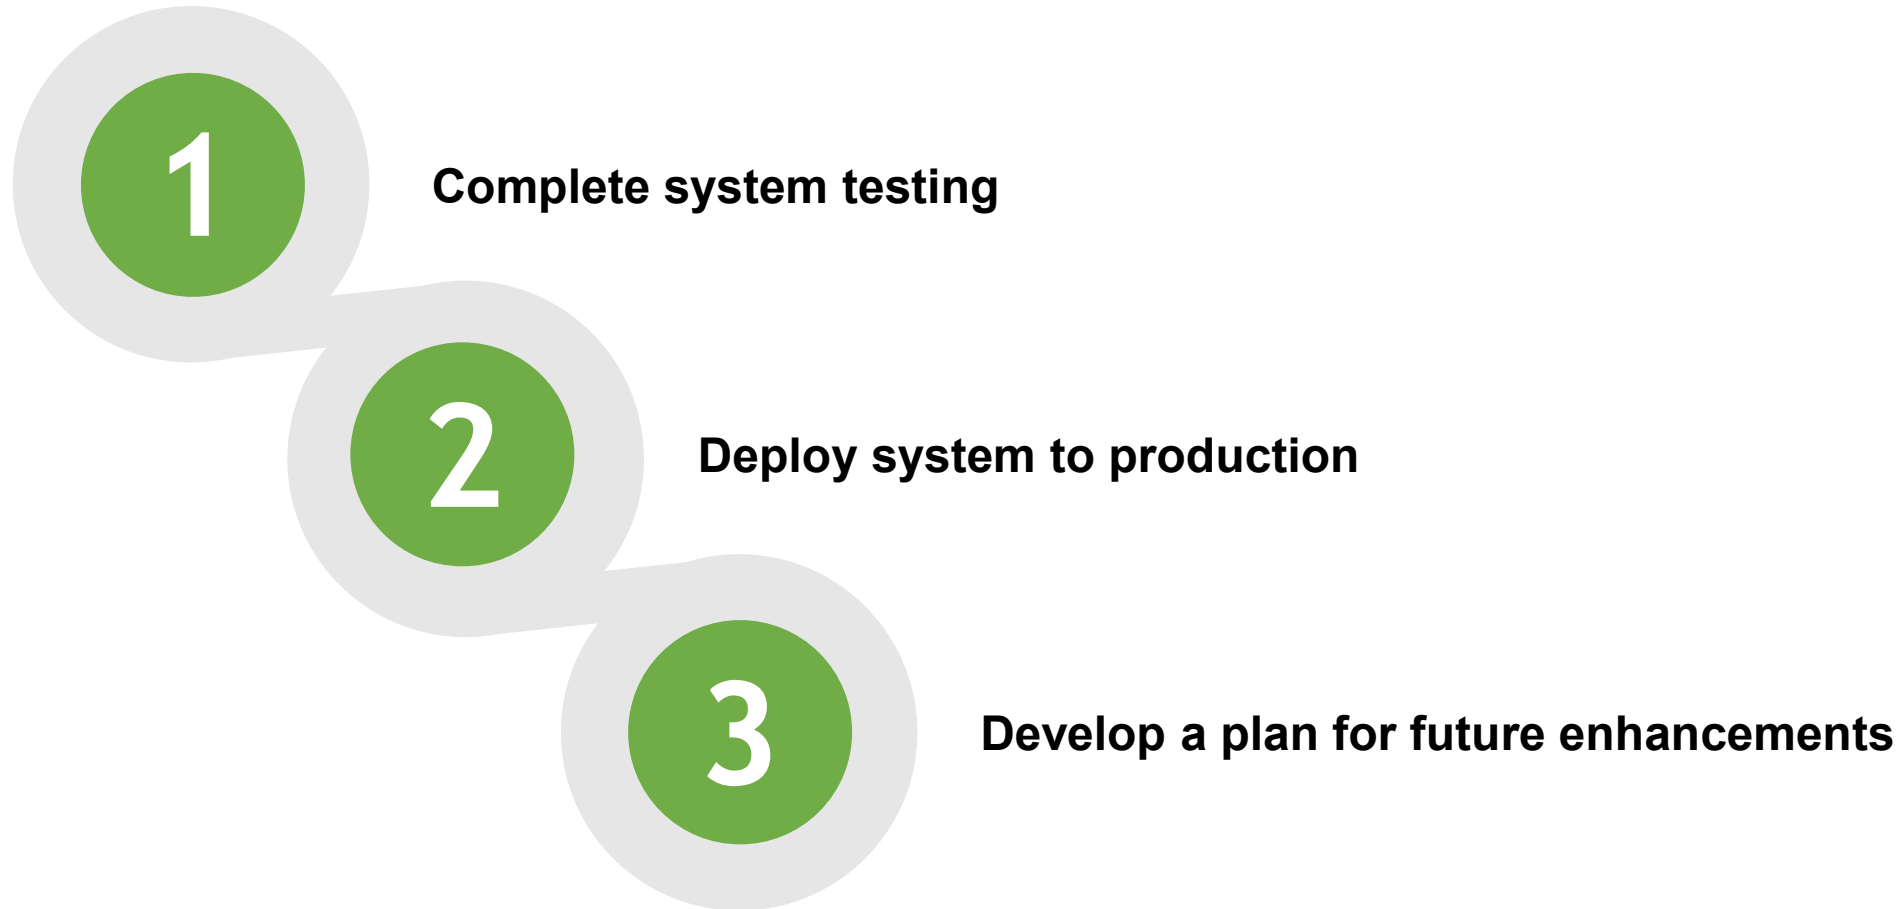 1
Complete system testing
2
Deploy system to production
3
Develop a plan for future enhancements